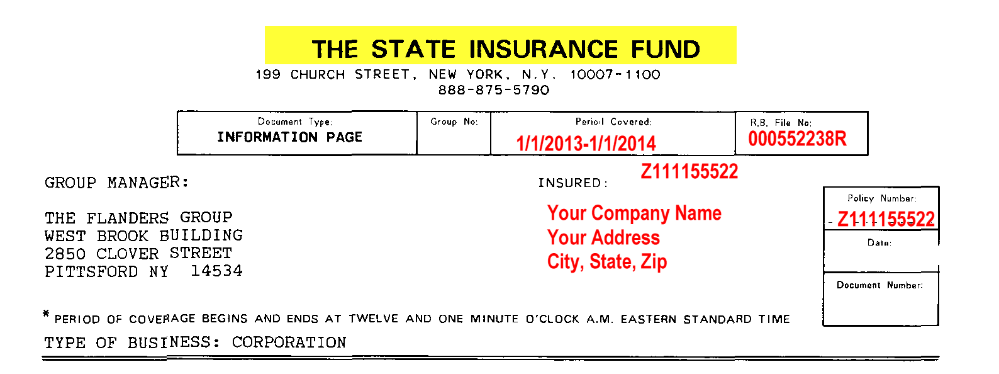 THE STATE INSURANCE FUND
199 CHURCH STREET, NEW YORK, N.Y. 10007-1100
888-875-5790
Document Type:
INFORMATION PAGE
Group No:
Period Covered:
1/1/2013-1/1/2014
R.B. File No:
000552238R
GROUP MANAGER:
THE FLANDERS GROUP
WEST BROOK BUILDING
2850 CLOVER STREET
PITTSFORD NY 14534
INSURED:
Z111155522
Your Company Name
Your Address
City, State, Zip
Policy Number:
Z111155522
Date:
Document Number:
* PERIOD OF COVERAGE BEGINS AND ENDS AT TWELVE AND ONE MINUTE O'CLOCK A.M. EASTERN STANDARD TIME
TYPE OF BUSINESS: CORPORATION